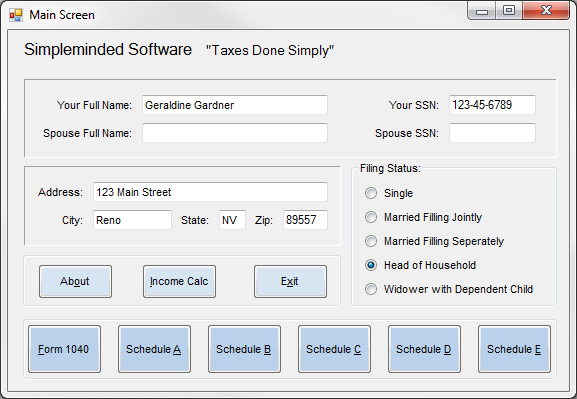 Main Screen
Simpleminded Software "Taxes Done Simply"
Your Full Name: Geraldine Gardner Your SSN: 123-45-6789
Spouse Full Name: Spouse SSN:
Address: 123 Main Street
City: Reno State: NV Zip: 89557
Filing Status:
Single
Married Filing Jointly
Married Filing Seperately
Head of Household
Widower with Dependent Child
About Income Calc Exit
Form 1040 Schedule A Schedule B Schedule C Schedule D Schedule E